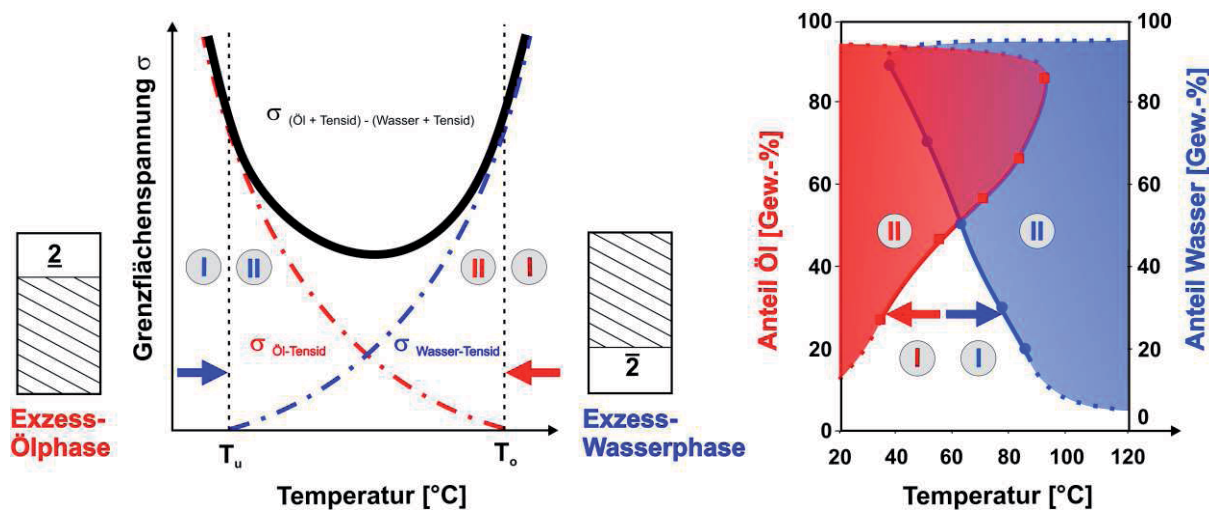 Grenzflächenspannung σ
σ (Öl + Tensid) - (Wasser + Tensid)
2
I
II
II
I
σ Öl-Tensid
σ Wasser-Tensid
2
Exzess-
Ölphase
Exzess-
Wasserphase
T u
T o
Temperatur [°C]
100
80
60
40
20
0
Anteil Öl [Gew.-%]
II
II
I
I
100
80
60
40
20
0
Anteil Wasser [Gew.-%]
20 40 60 80 100 120
Temperatur [°C]